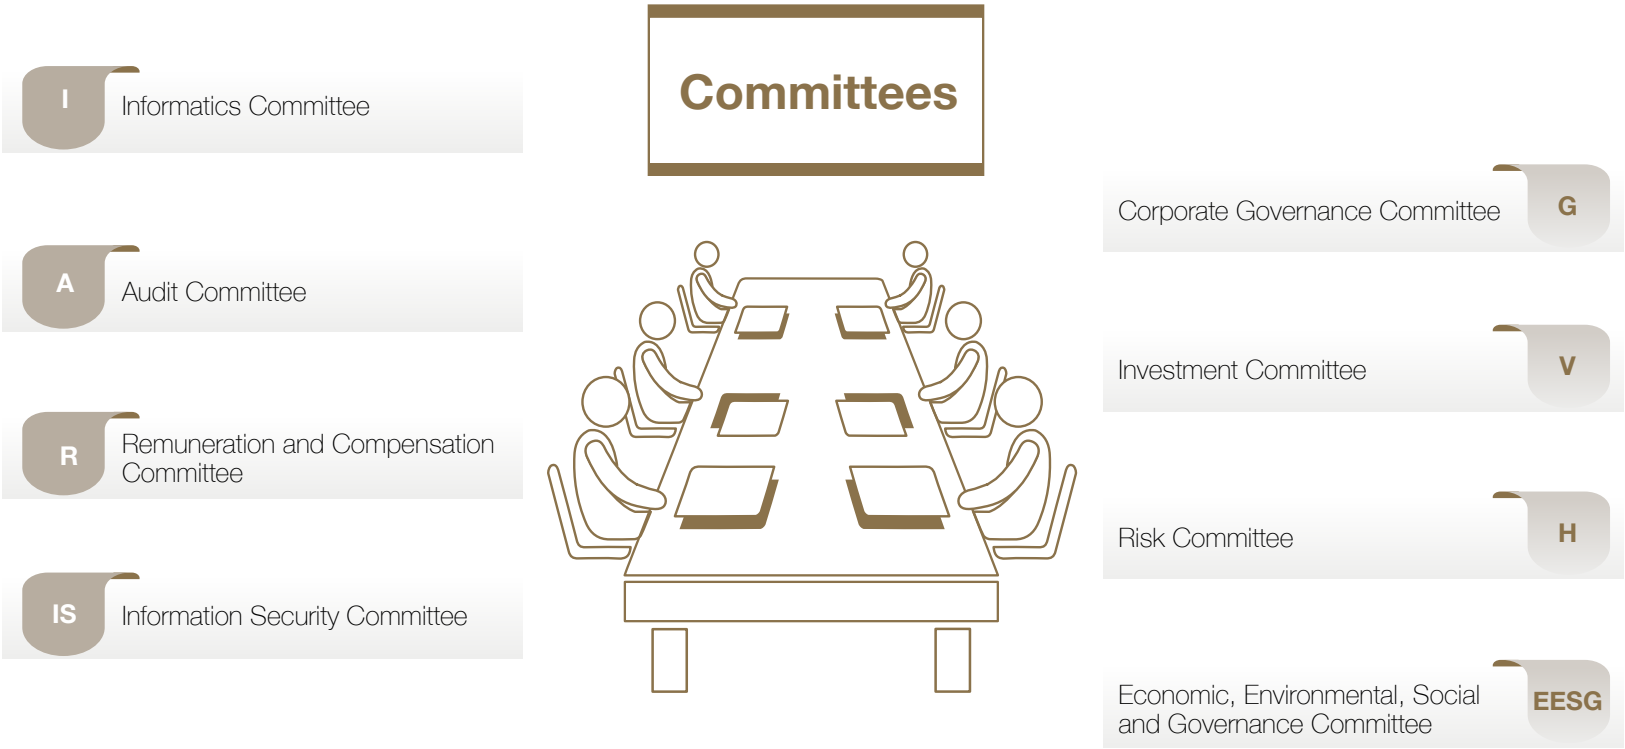 Committees
I
Informatics Committee
A
Audit Committee
R
Remuneration and Compensation
Committee
IS
Information Security Committee
Corporate Governance Committee
G
Investment Committee
V
Risk Committee
H
Economic, Environmental, Social
and Governance Committee
EESG